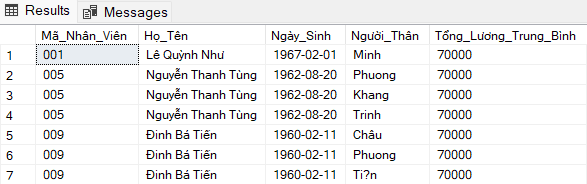 Results Messages
Mã_Nhân_Viên Họ_Tên Ngày_Sinh Người_Thân Tổng_Lương_Trung_Bình
1 001 Lê Quỳnh Như 1967-02-01 Minh 70000
2 005 Nguyễn Thanh Tùng 1962-08-20 Phuong 70000
3 005 Nguyễn Thanh Tùng 1962-08-20 Khang 70000
4 005 Nguyễn Thanh Tùng 1962-08-20 Trinh 70000
5 009 Đinh Bá Tiến 1960-02-11 Châu 70000
6 009 Đinh Bá Tiến 1960-02-11 Phuong 70000
7 009 Đinh Bá Tiến 1960-02-11 Ti?n 70000